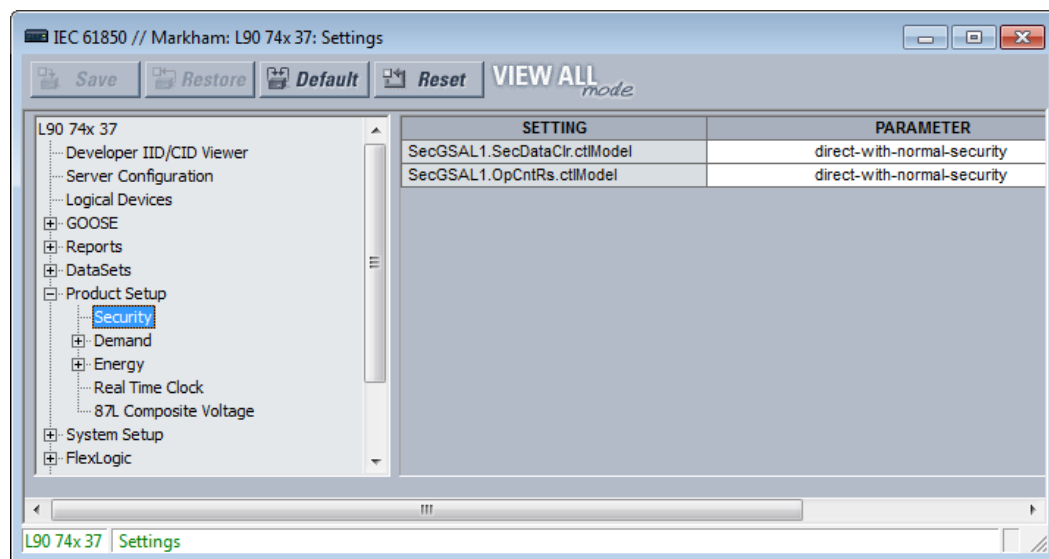 IEC 61850 // Markham: L90 74x 37: Settings
Save Restore Default Reset VIEW ALL mode
L90 74x 37
Developer IID/CID Viewer
Server Configuration
Logical Devices
GOOSE
Reports
DataSets
Product Setup
Security
Demand
Energy
Real Time Clock
87L Composite Voltage
System Setup
FlexLogic
SETTING PARAMETER
SecGSAL1.SecDataClr.ctlModel direct-with-normal-security
SecGSAL1.OpCntRs.ctlModel direct-with-normal-security
L90 74x 37 Settings